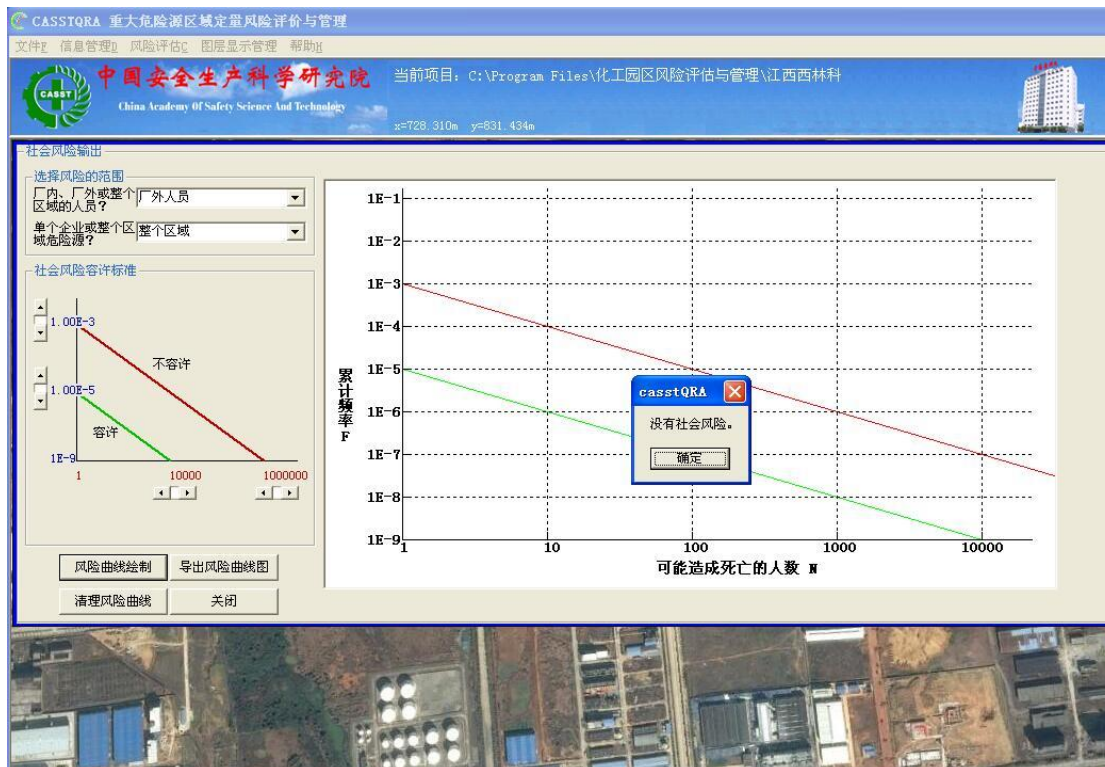 CASSTQRA 重大危险源区域定量风险评价与管理
文件F 信息管理D 风险评估C 图层显示管理 帮助H
CASST
中国安全生产科学研究院
China Academy Of Safety Science And Technology
当前项目: C:\Program Files\化工园区风险评估与管理\江西西林科
x=728.310m y=831.434m
社会风险输出
选择风险的范围
厂内、厂外或整个
区域的人员?
厂外人员
单个企业或整个区
域危险源?
整个区域
社会风险容许标准
1.00E-3
不容许
1.00E-5
容许
1E-9
1 10000 1000000
风险曲线绘制 导出风险曲线图
清理风险曲线 关闭
1E-1
1E-2
1E-3
1E-4
1E-5
1E-6
1E-7
1E-8
1E-9
累计频率F
1 10 100 1000 10000
可能造成死亡的人数 N
casstQRA
没有社会风险。
确定